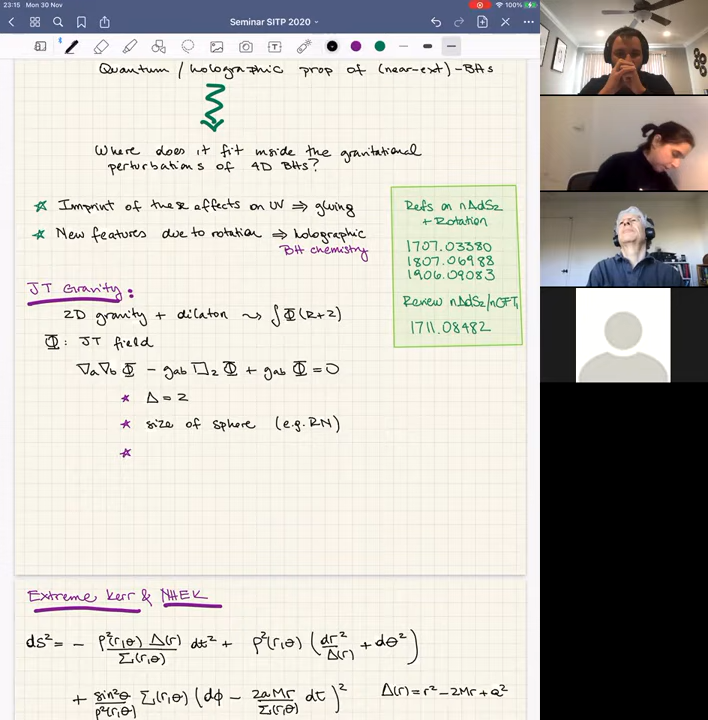 23:15 Mon 30 Nov
100%
Seminar SITP 2020
Quantum / holographic prop of (near-ext)-BHs
Where does it fit inside the gravitational
perturbations of 4D BHs?
☆ Imprint of these effects on UV ⇒ gluing
☆ New features due to rotation ⇒ holographic
BH chemistry
Refs on nAdS₂
+ Rotation
1707.03380
1807.06988
1906.09083
Review nAdS₂/nCFT₁
1711.08482
JT Gravity:
2D gravity + dilaton ⇝ ∫Φ(R+2)
Φ: JT field
∇a∇bΦ − gab □₂ Φ + gab Φ = 0
☆ Δ = 2
☆ size of sphere (e.g. RN)
☆
Extreme Kerr & NHEK
ds² = − ρ²(r,θ) Δ(r)/Σ(r,θ) dt² + ρ²(r,θ) (dr²/Δ(r) + dθ²)
+ sin²θ/ρ²(r,θ) Σ(r,θ) (dϕ − 2aMr/Σ(r,θ) dt)² Δ(r) = r² − 2Mr + a²